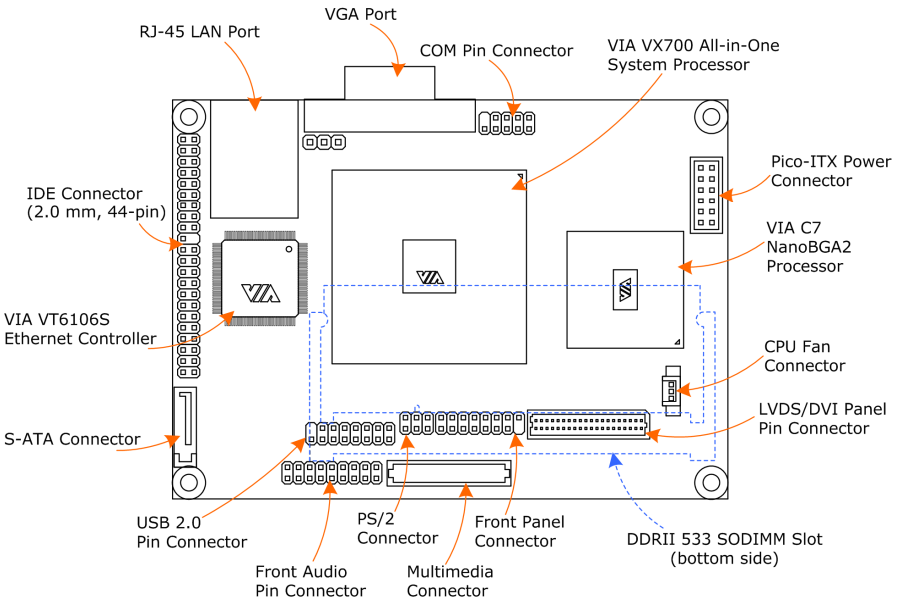 VGA Port
RJ-45 LAN Port
COM Pin Connector
VIA VX700 All-in-One
System Processor
Pico-ITX Power
Connector
IDE Connector
(2.0 mm, 44-pin)
VIA C7
NanoBGA2
Processor
VIA
VIA
VIA
VIA VT6106S
Ethernet Controller
CPU Fan
Connector
LVDS/DVI Panel
Pin Connector
S-ATA Connector
USB 2.0
Pin Connector
PS/2
Connector
Front Panel
Connector
DDRII 533 SODIMM Slot
(bottom side)
Front Audio
Pin Connector
Multimedia
Connector